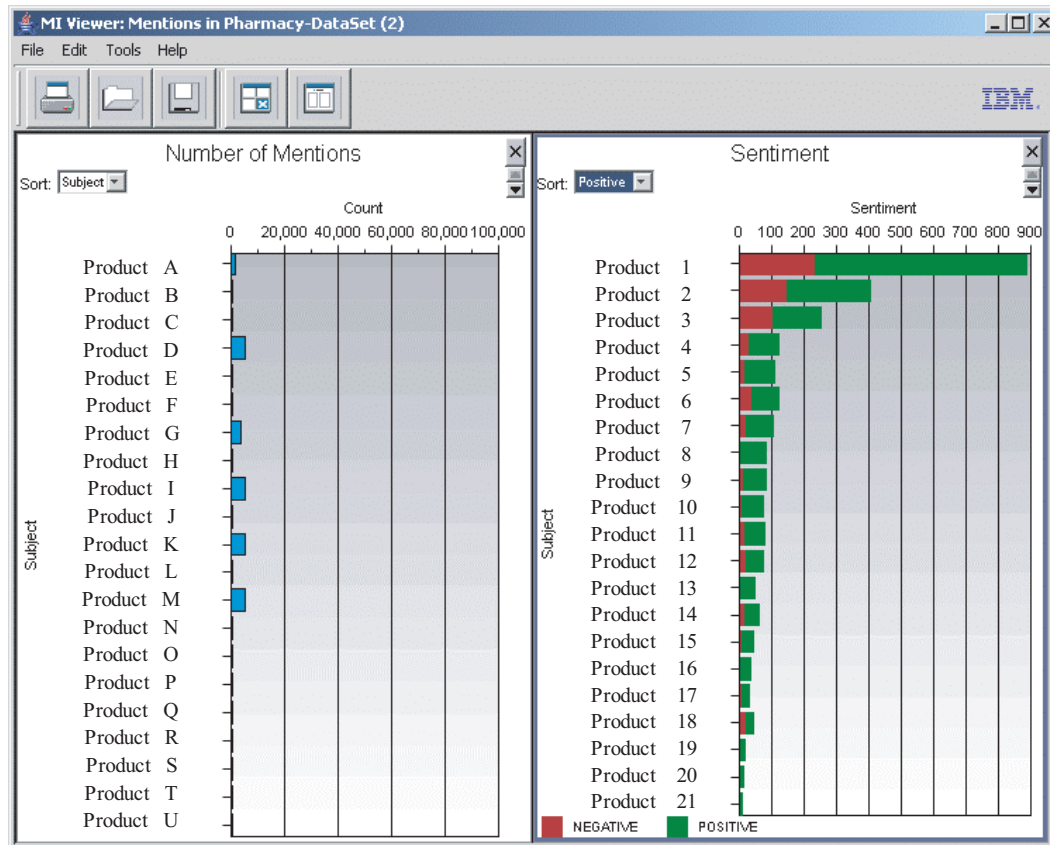 MI Viewer: Mentions in Pharmacy-DataSet (2)
File Edit Tools Help
IBM.
Number of Mentions
Sort: Subject
Count
0 20,000 40,000 60,000 80,000 100,000
Product A
Product B
Product C
Product D
Product E
Product F
Product G
Product H
Product I
Product J
Product K
Product L
Product M
Product N
Product O
Product P
Product Q
Product R
Product S
Product T
Product U
Subject
Sentiment
Sort: Positive
Sentiment
0 100 200 300 400 500 600 700 800 900
Product 1
Product 2
Product 3
Product 4
Product 5
Product 6
Product 7
Product 8
Product 9
Product 10
Product 11
Product 12
Product 13
Product 14
Product 15
Product 16
Product 17
Product 18
Product 19
Product 20
Product 21
Subject
NEGATIVE POSITIVE